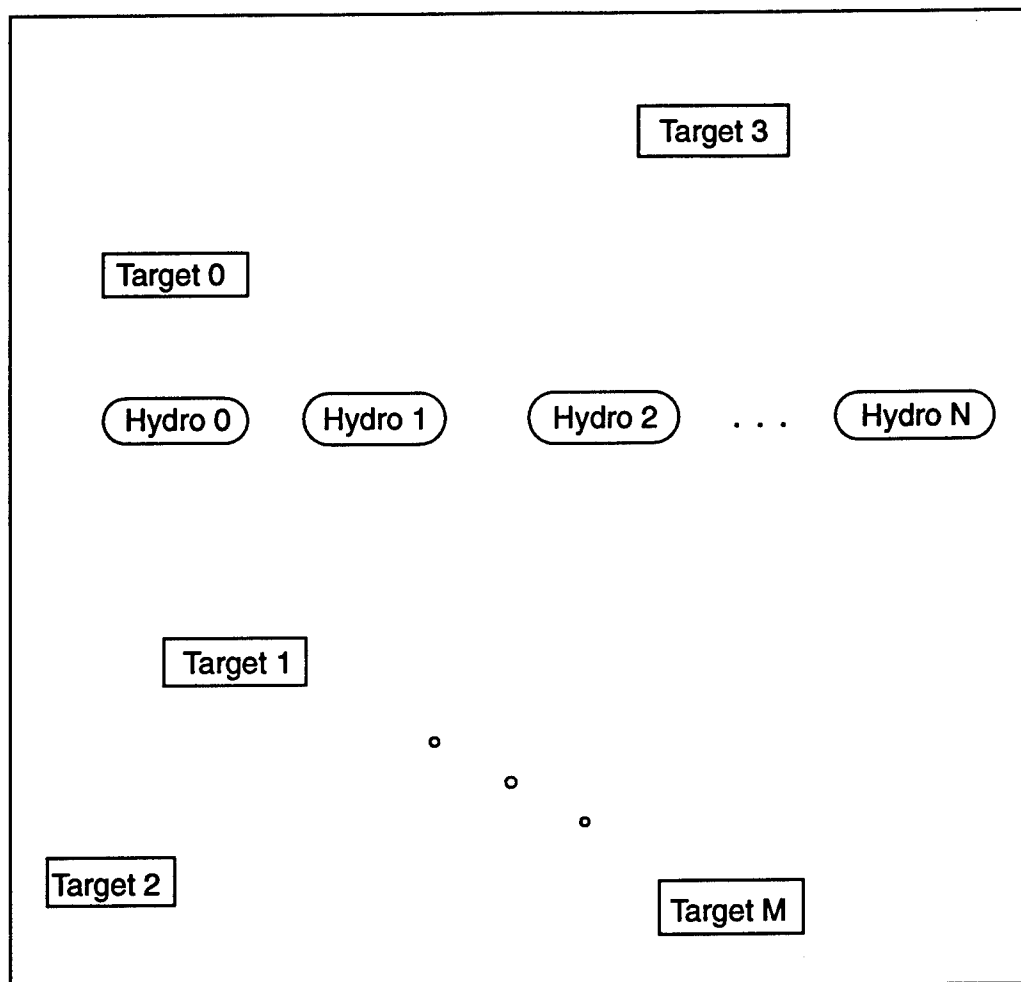 Target 3
Target 0
Hydro 0 Hydro 1 Hydro 2 . . . Hydro N
Target 1
Target 2
Target M